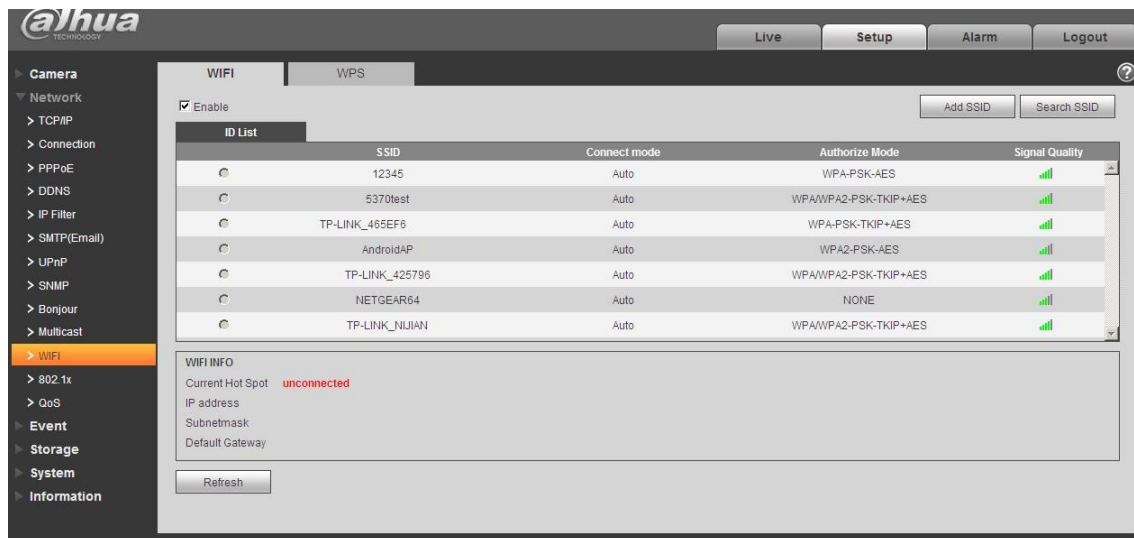 alhua
TECHNOLOGY
Live Setup Alarm Logout
Camera
Network
> TCP/IP
> Connection
> PPPoE
> DDNS
> IP Filter
> SMTP(Email)
> UPnP
> SNMP
> Bonjour
> Multicast
> WIFI
> 802.1x
> QoS
Event
Storage
System
Information
WIFI WPS
?
Enable Add SSID Search SSID
ID List
SSID Connect mode Authorize Mode Signal Quality
12345 Auto WPA-PSK-AES
5370test Auto WPA/WPA2-PSK-TKIP+AES
TP-LINK_465EF6 Auto WPA-PSK-TKIP+AES
AndroidAP Auto WPA2-PSK-AES
TP-LINK_425796 Auto WPA/WPA2-PSK-TKIP+AES
NETGEAR64 Auto NONE
TP-LINK_NIJIAN Auto WPA/WPA2-PSK-TKIP+AES
WIFI INFO
Current Hot Spot unconnected
IP address
Subnetmask
Default Gateway
Refresh